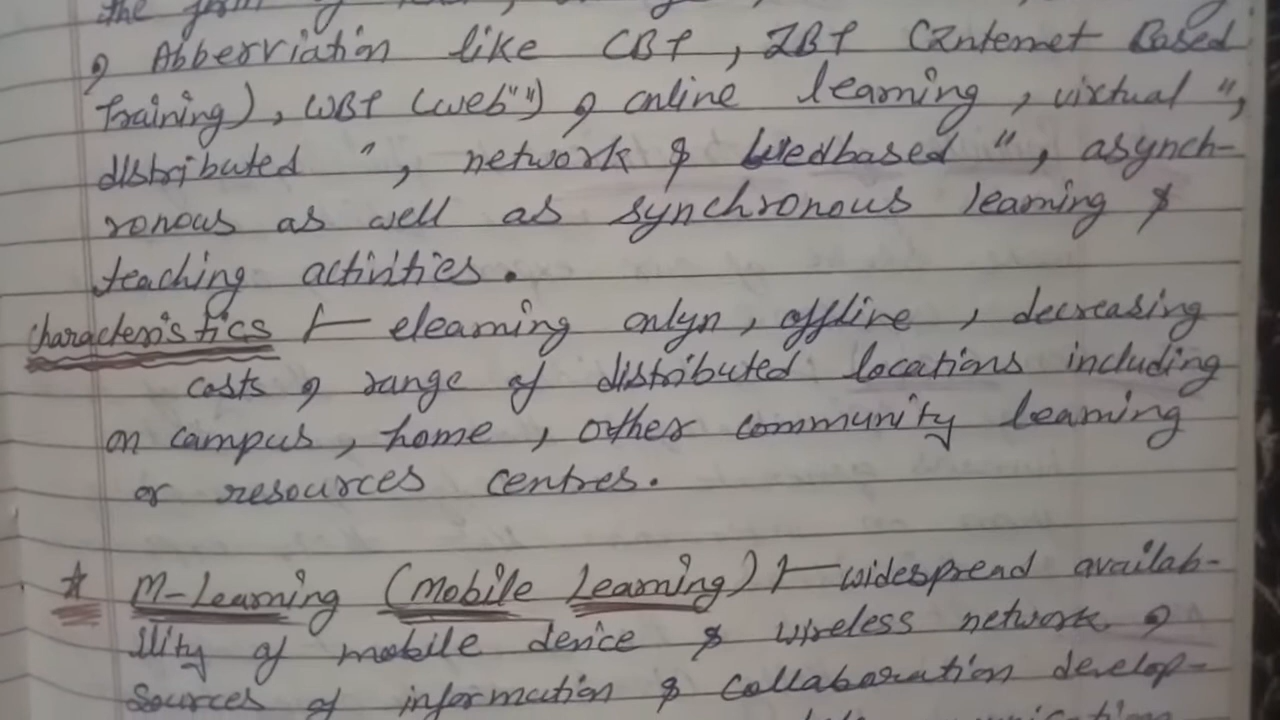 the form of
, Abberviation like CBT, IBT (Internet Based
Training), WBT (web "") , online learning, virtual ",
distributed ", network & webbased ", asynch-
ronous as well as synchronous learning &
teaching activities.
Characteristics :- elearning onlyn, offline, decreasing
costs, range of distributed locations including
on campus, home, other community learning
or resources centres.
* M-Learning (Mobile Learning) :- widespread availab-
ility of mobile device & wireless network,
Sources of information & collaboration develop-